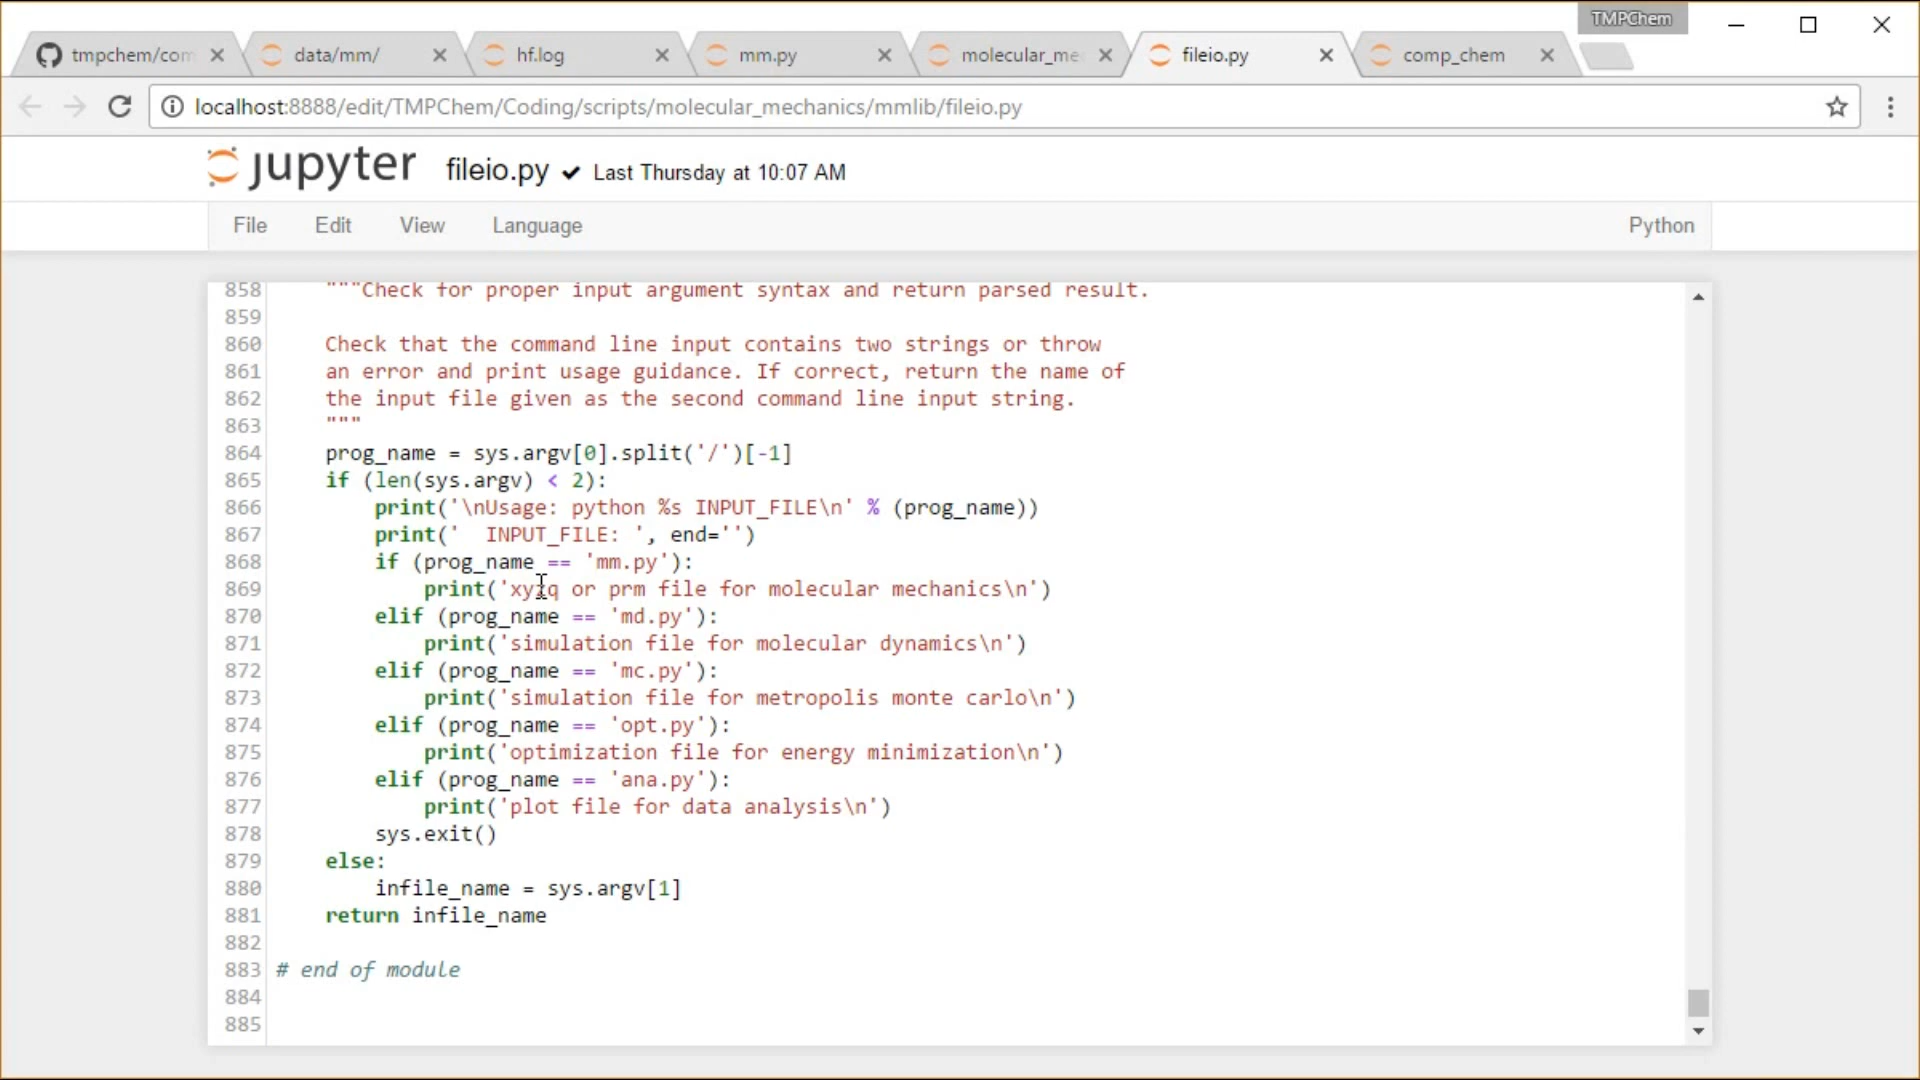 TMPChem
tmpchem/com
data/mm/
hf.log
mm.py
molecular_me
fileio.py
comp_chem
localhost:8888/edit/TMPChem/Coding/scripts/molecular_mechanics/mmlib/fileio.py
jupyter fileio.py ✔ Last Thursday at 10:07 AM
File Edit View Language Python
858     """Check for proper input argument syntax and return parsed result.
859
860     Check that the command line input contains two strings or throw
861     an error and print usage guidance. If correct, return the name of
862     the input file given as the second command line input string.
863     """
864     prog_name = sys.argv[0].split('/')[-1]
865     if (len(sys.argv) < 2):
866         print('\nUsage: python %s INPUT_FILE\n' % (prog_name))
867         print('  INPUT_FILE: ', end='')
868         if (prog_name == 'mm.py'):
869             print('xyzq or prm file for molecular mechanics\n')
870         elif (prog_name == 'md.py'):
871             print('simulation file for molecular dynamics\n')
872         elif (prog_name == 'mc.py'):
873             print('simulation file for metropolis monte carlo\n')
874         elif (prog_name == 'opt.py'):
875             print('optimization file for energy minimization\n')
876         elif (prog_name == 'ana.py'):
877             print('plot file for data analysis\n')
878         sys.exit()
879     else:
880         infile_name = sys.argv[1]
881     return infile_name
882
883 # end of module
884
885